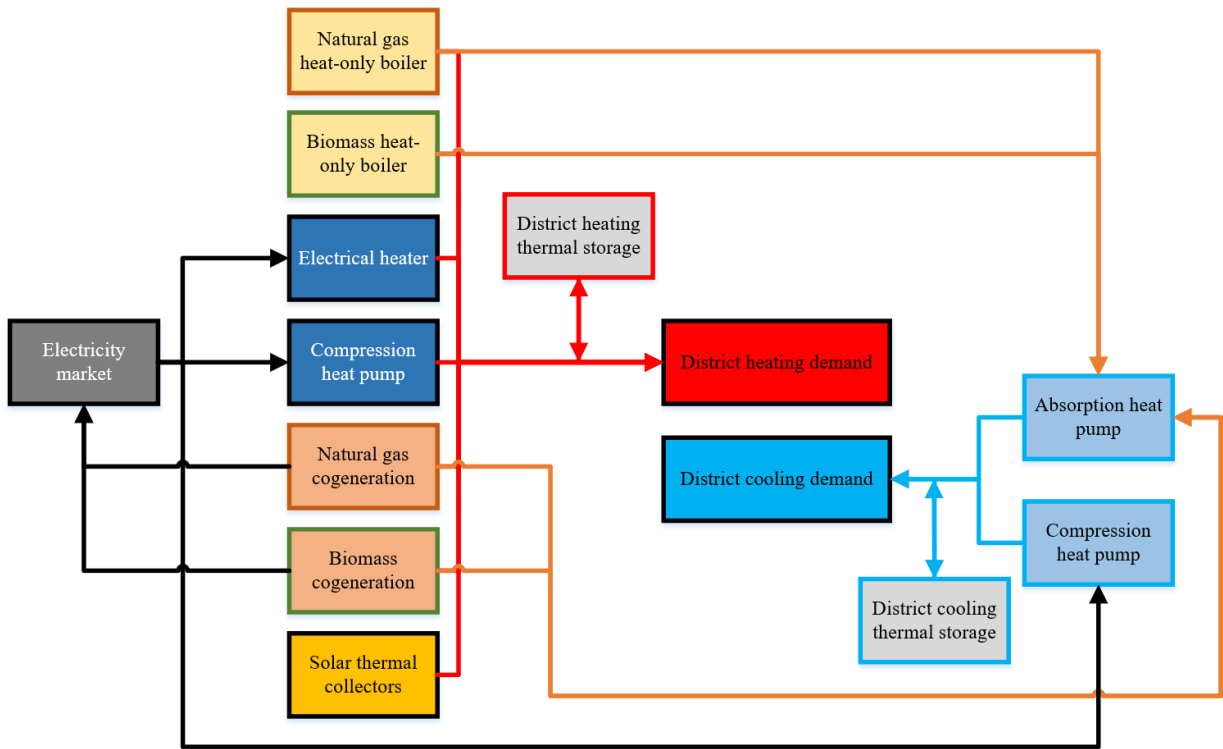 Natural gas
heat-only boiler
Biomass heat-
only boiler
Electrical heater
District heating
thermal storage
Electricity
market
Compression
heat pump
District heating demand
Absorption heat
pump
Natural gas
cogeneration
District cooling demand
Compression
heat pump
Biomass
cogeneration
District cooling
thermal storage
Solar thermal
collectors